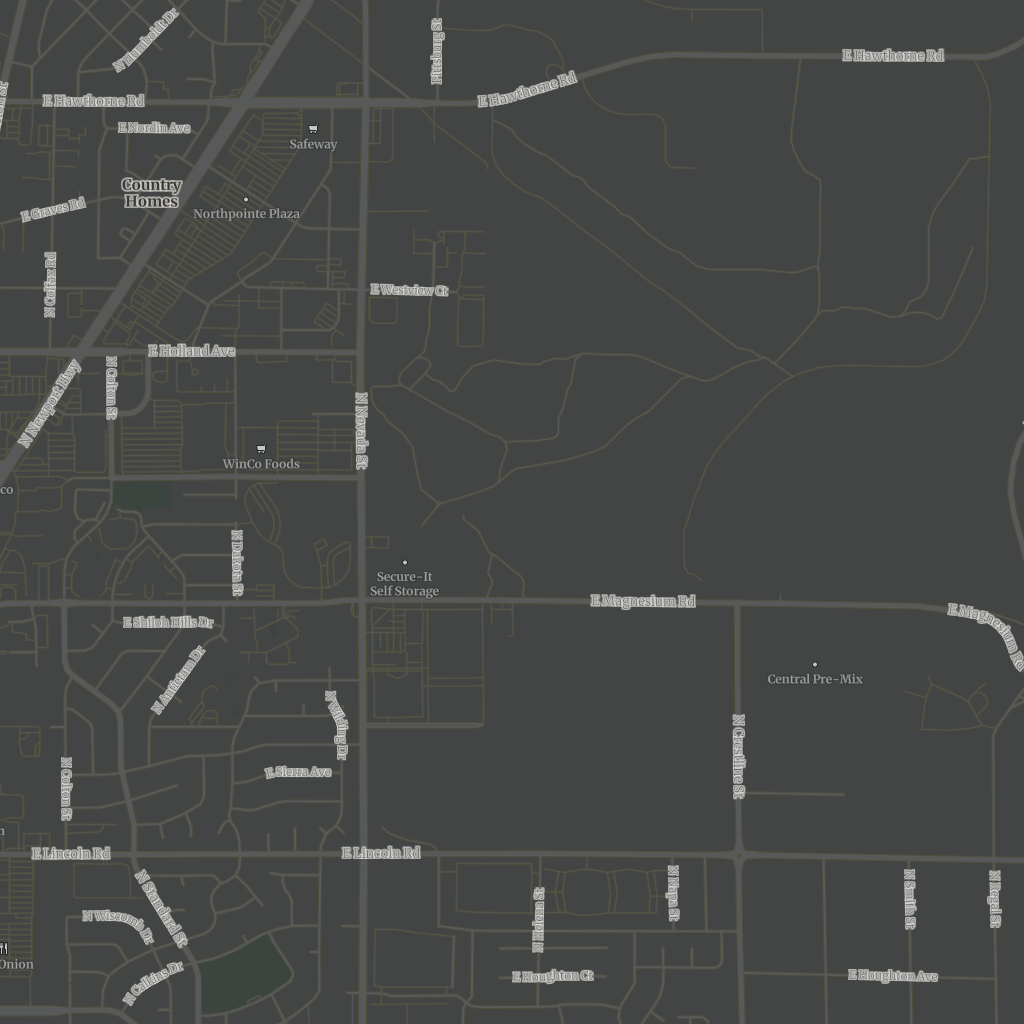 N Humboldt Dr
Pittsburg St
E Hawthorne Rd
E Hawthorne Rd
E Hawthorne Rd
E Nordin Ave
Safeway
Country
Homes
E Graves Rd
Northpointe Plaza
N Colfax Rd
E Westview Ct
E Holland Ave
N Newport Hwy
N Colton St
N Nevada St
WinCo Foods
co
N Dakota St
Secure-It
Self Storage
E Magnesium Rd
E Magnesium Rd
E Shiloh Hills Dr
N Antietam Dr
Central Pre-Mix
N Wilding Dr
N Crestline St
E Sierra Ave
N Colton St
E Lincoln Rd
E Lincoln Rd
N Standard St
N Wiscomb Dr
N Calkins Dr
Onion
N Helena St
N Napa St
N Smith St
N Regal St
E Houghton Ct
E Houghton Ave